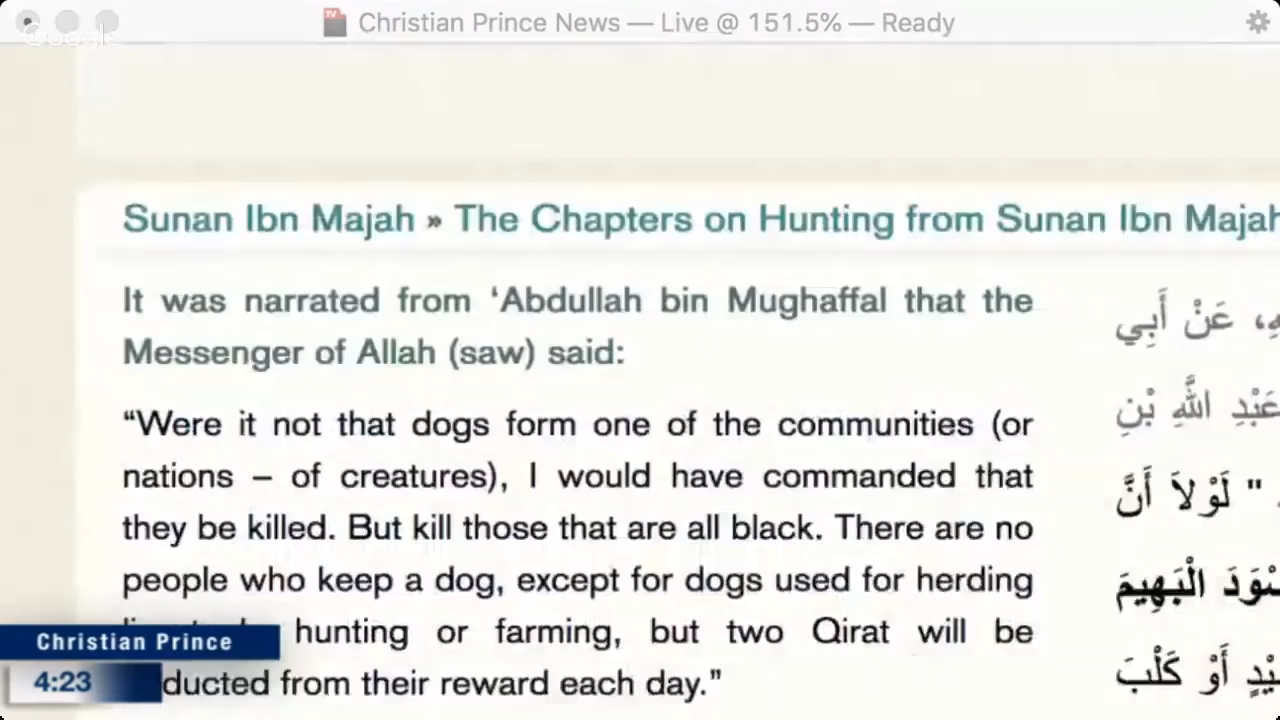 Christian Prince News — Live @ 151.5% — Ready
Google
Sunan Ibn Majah » The Chapters on Hunting from Sunan Ibn Majah
It was narrated from ‘Abdullah bin Mughaffal that the
Messenger of Allah (saw) said:
“Were it not that dogs form one of the communities (or
nations – of creatures), I would have commanded that
they be killed. But kill those that are all black. There are no
people who keep a dog, except for dogs used for herding
hunting or farming, but two Qirat will be
ducted from their reward each day.”
عَنْ أَبِي
عَبْدِ اللَّهِ بْنِ
" لَوْلاَ أَنَّ
الْبَهِيمَ
أَوْ كَلْبَ
Christian Prince
4:23